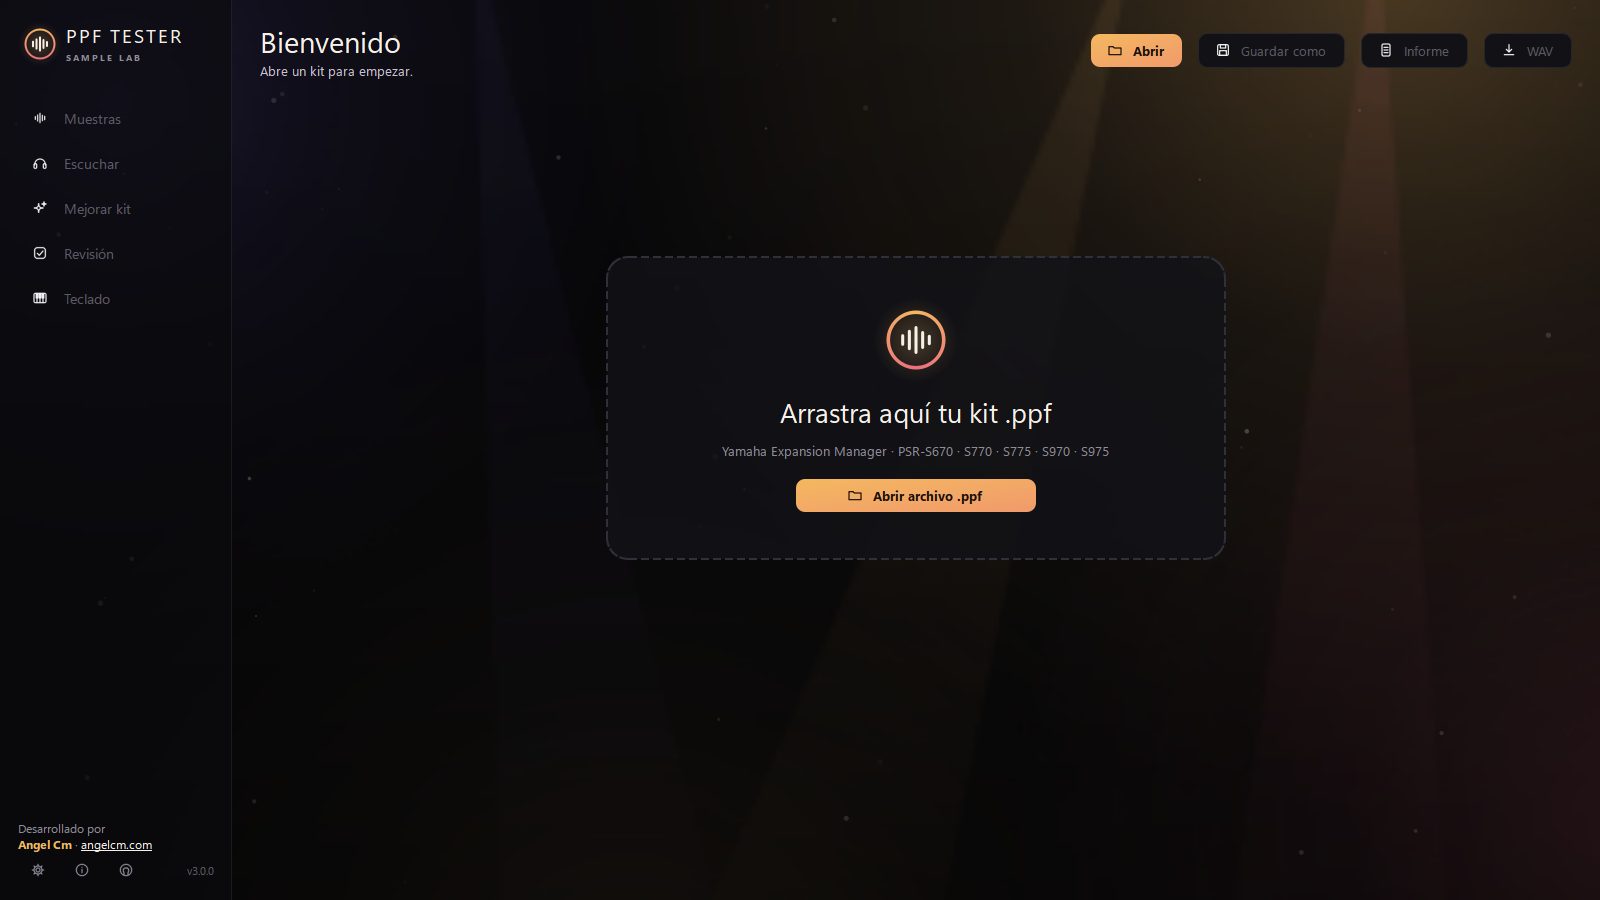 PPF TESTER
SAMPLE LAB
Muestras
Escuchar
Mejorar kit
Revisión
Teclado
Desarrollado por
Angel Cm · angelcm.com
v3.0.0
Bienvenido
Abre un kit para empezar.
Abrir
Guardar como
Informe
WAV
Arrastra aquí tu kit .ppf
Yamaha Expansion Manager · PSR-S670 · S770 · S775 · S970 · S975
Abrir archivo .ppf